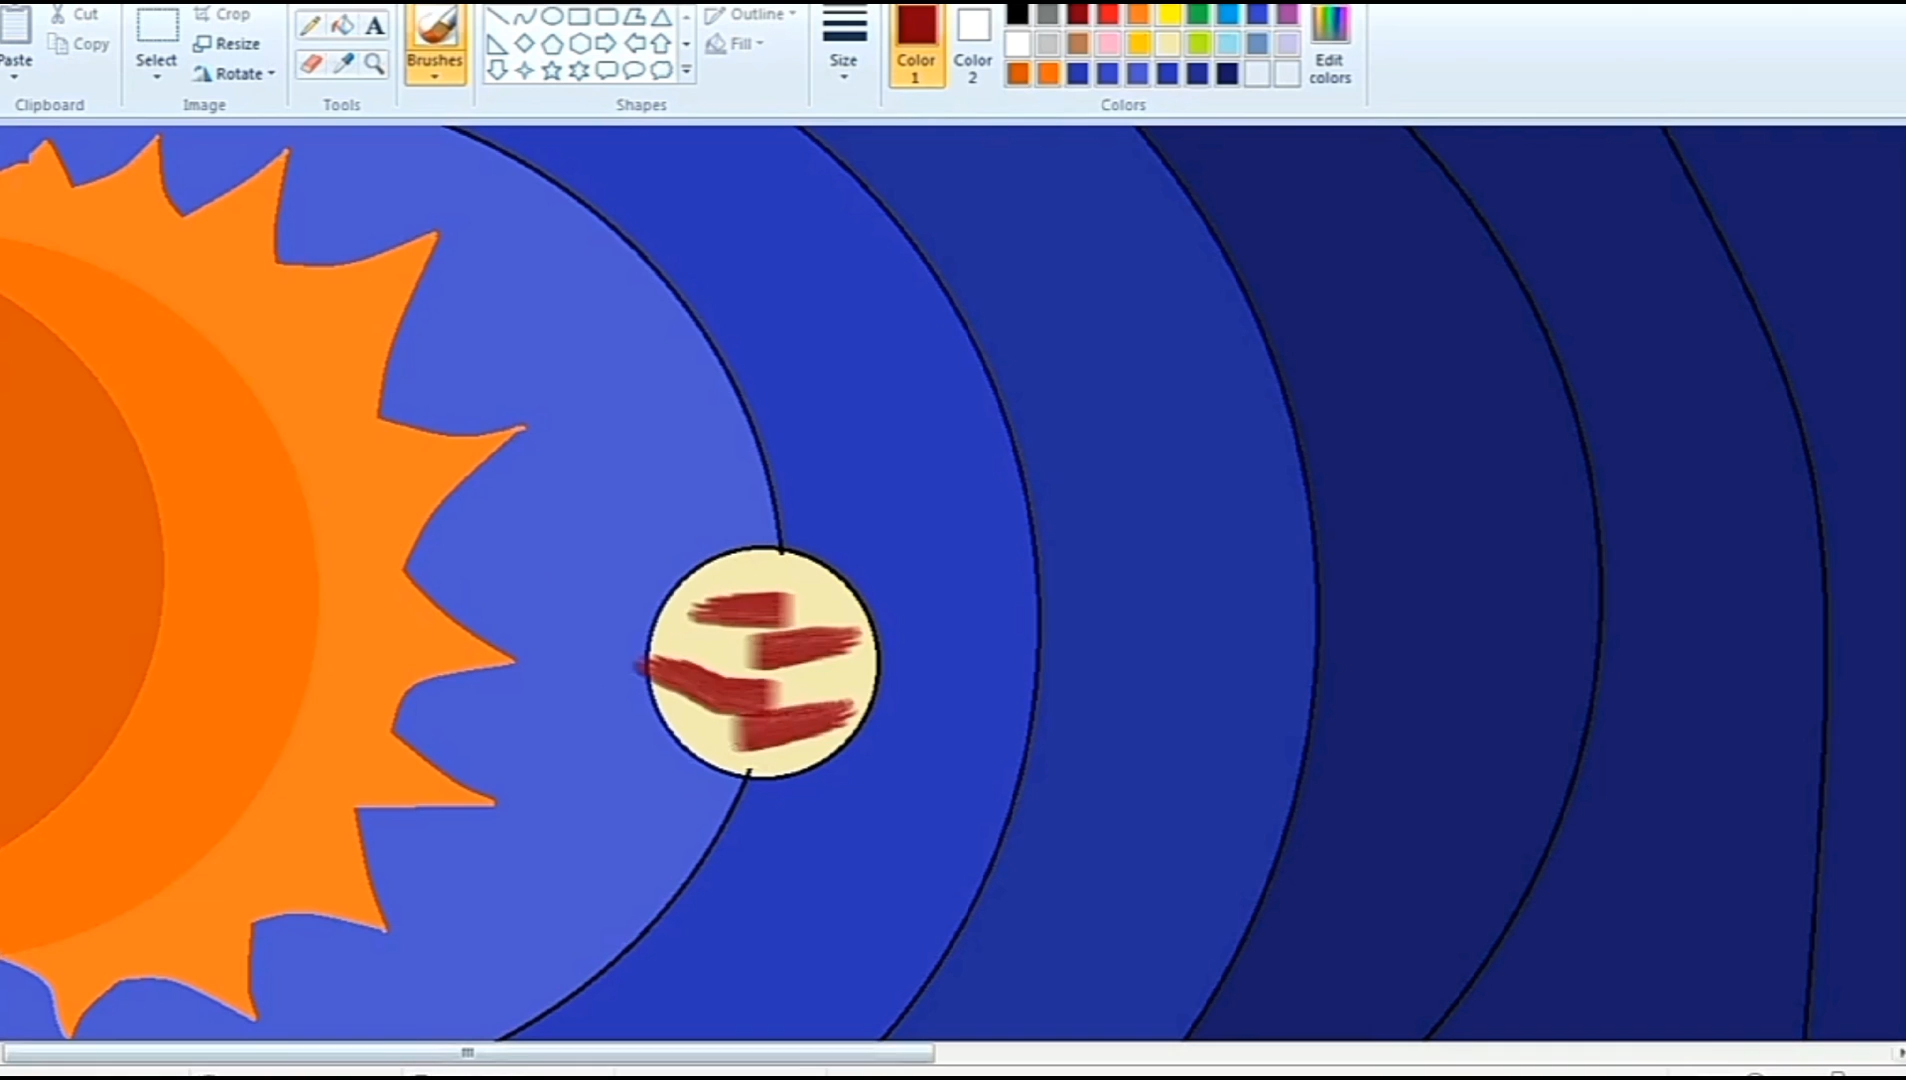 Cut
Crop
Outline
Copy
Resize
Fill
Paste
Select
Rotate
A
Brushes
Size
Color
1
Color
2
Edit
colors
Clipboard
Image
Tools
Shapes
Colors